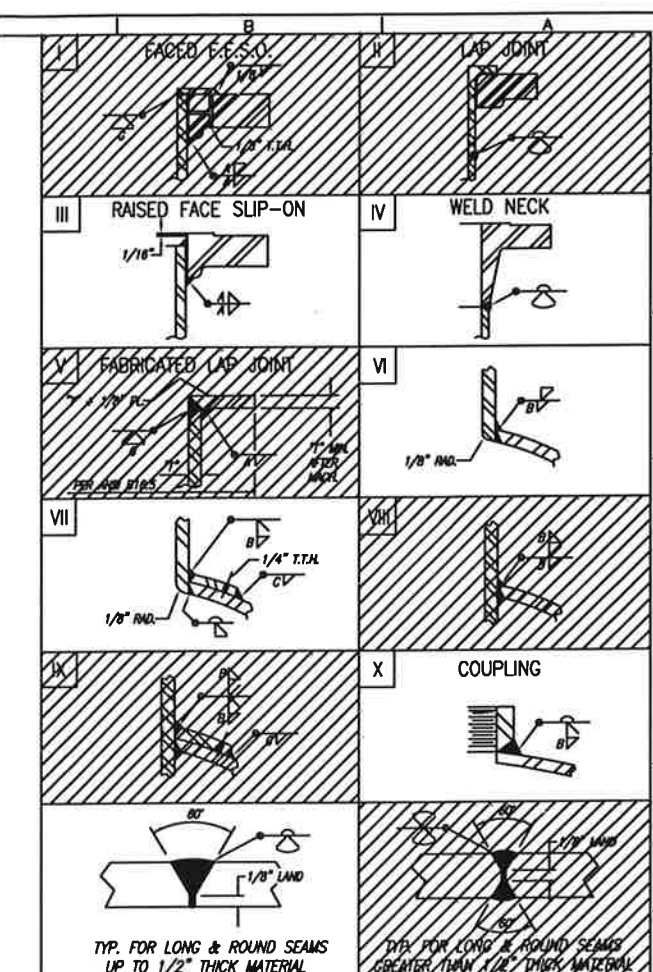 B
A
I
FACED F.F.S.O.
1/8
G
1/8" T.T.H.
A
II
LAP JOINT
III
RAISED FACE SLIP-ON
1/16"
A
A
IV
WELD NECK
V
FABRICATED LAP JOINT
"T" + 1/8" PL.
G
"T"
PER ANSI B16.5
"T" MIN.
AFTER
MACH.
VI
B
1/8" RAD.
VII
B
1/4" T.T.H.
C
1/8" RAD.
VIII
B
B
IX
B
B
G
X
COUPLING
B
60°
1/8" LAND
TYP. FOR LONG & ROUND SEAMS
UP TO 1/2" THICK MATERIAL
60°
1/8" LAND
60°
TYP. FOR LONG & ROUND SEAMS
GREATER THAN 1/2" THICK MATERIAL